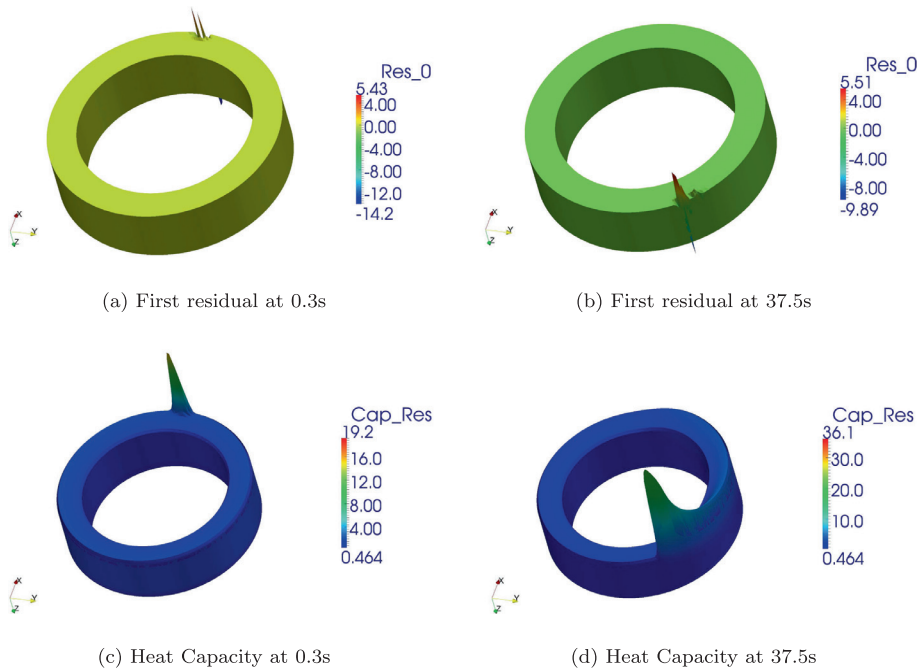 Res_0
5.43
4.00
0.00
-4.00
-8.00
-12.0
-14.2
X
Y
Z
(a) First residual at 0.3s
Res_0
5.51
4.00
0.00
-4.00
-8.00
-9.89
X
Y
Z
(b) First residual at 37.5s
Cap_Res
19.2
16.0
12.0
8.00
4.00
0.464
X
Y
Z
(c) Heat Capacity at 0.3s
Cap_Res
36.1
30.0
20.0
10.0
0.464
X
Y
Z
(d) Heat Capacity at 37.5s